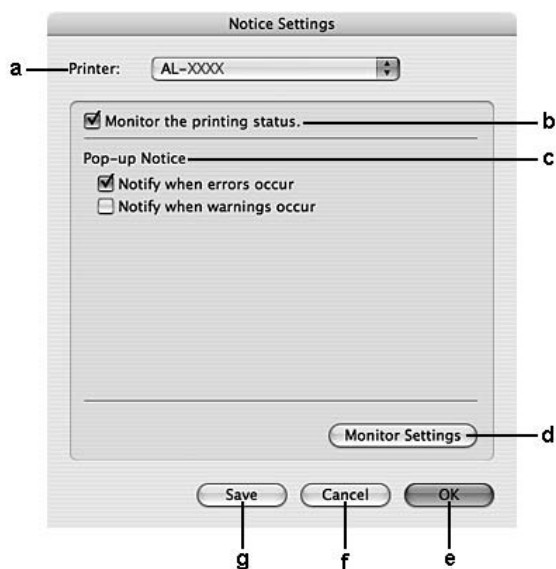 Notice Settings
a Printer: AL-XXXX
Monitor the printing status. b
Pop-up Notice c
Notify when errors occur
Notify when warnings occur
Monitor Settings d
Save Cancel OK
g f e